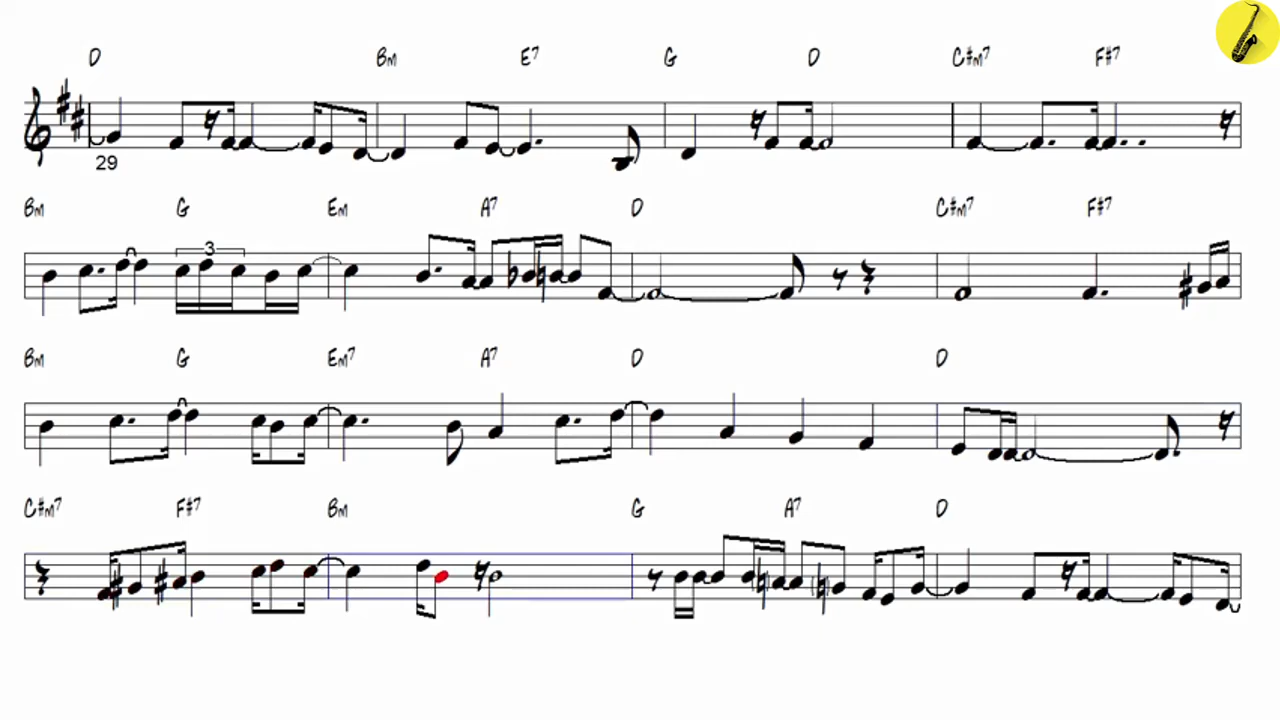 D Bm E7 G D C#m7 F#7
29
Bm G Em A7 D C#m7 F#7
3
Bm G Em7 A7 D D
C#m7 F#7 Bm G A7 D